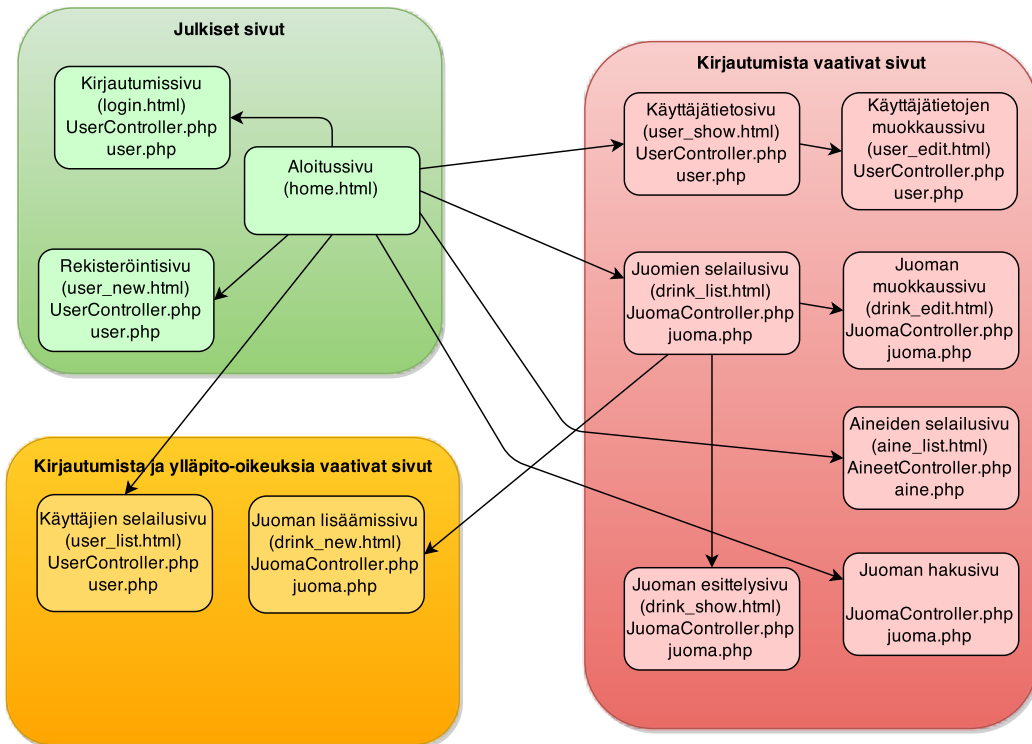 Julkiset sivut
Kirjautumissivu
(login.html)
UserController.php
user.php
Aloitussivu
(home.html)
Rekisteröintisivu
(user_new.html)
UserController.php
user.php
Kirjautumista vaativat sivut
Käyttäjätietosivu
(user_show.html)
UserController.php
user.php
Käyttäjätietojen
muokkaussivu
(user_edit.html)
UserController.php
user.php
Juomien selailusivu
(drink_list.html)
JuomaController.php
juoma.php
Juoman
muokkaussivu
(drink_edit.html)
JuomaController.php
juoma.php
Aineiden selailusivu
(aine_list.html)
AineetController.php
aine.php
Juoman esittelysivu
(drink_show.html)
JuomaController.php
juoma.php
Juoman hakusivu
JuomaController.php
juoma.php
Kirjautumista ja ylläpito-oikeuksia vaativat sivut
Käyttäjien selailusivu
(user_list.html)
UserController.php
user.php
Juoman lisäämissivu
(drink_new.html)
JuomaController.php
juoma.php